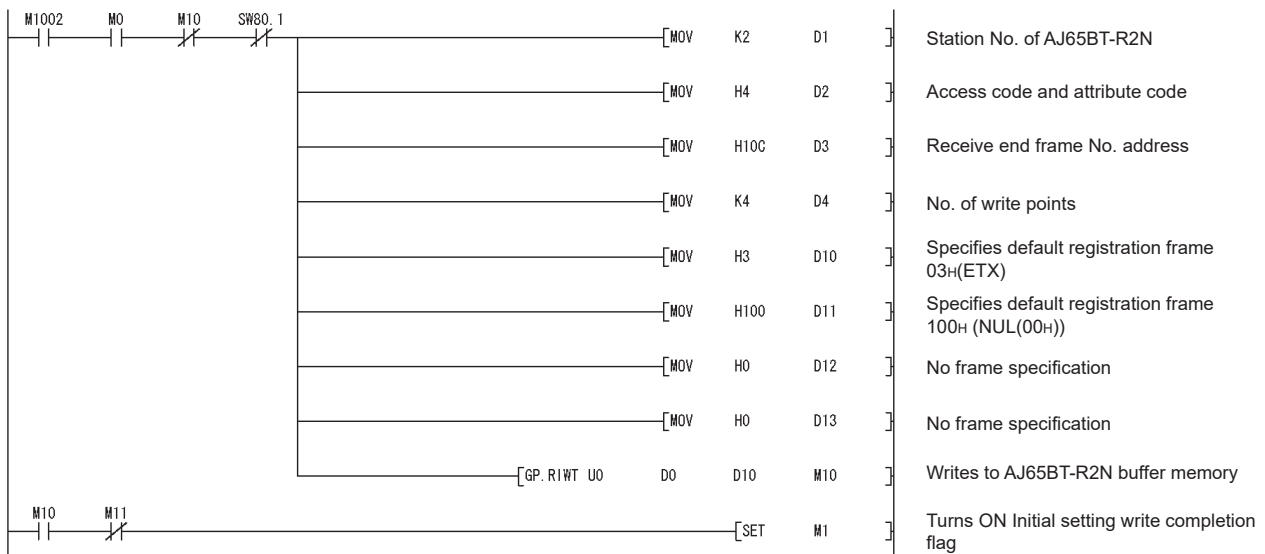 M1002 M0 M10 SW80.1
MOV K2 D1 Station No. of AJ65BT-R2N
MOV H4 D2 Access code and attribute code
MOV H10C D3 Receive end frame No. address
MOV K4 D4 No. of write points
MOV H3 D10 Specifies default registration frame
03H(ETX)
MOV H100 D11 Specifies default registration frame
100H (NUL(00H))
MOV H0 D12 No frame specification
MOV H0 D13 No frame specification
GP.RIWT U0 D0 D10 M10 Writes to AJ65BT-R2N buffer memory
M10 M11
SET M1 Turns ON Initial setting write completion
flag